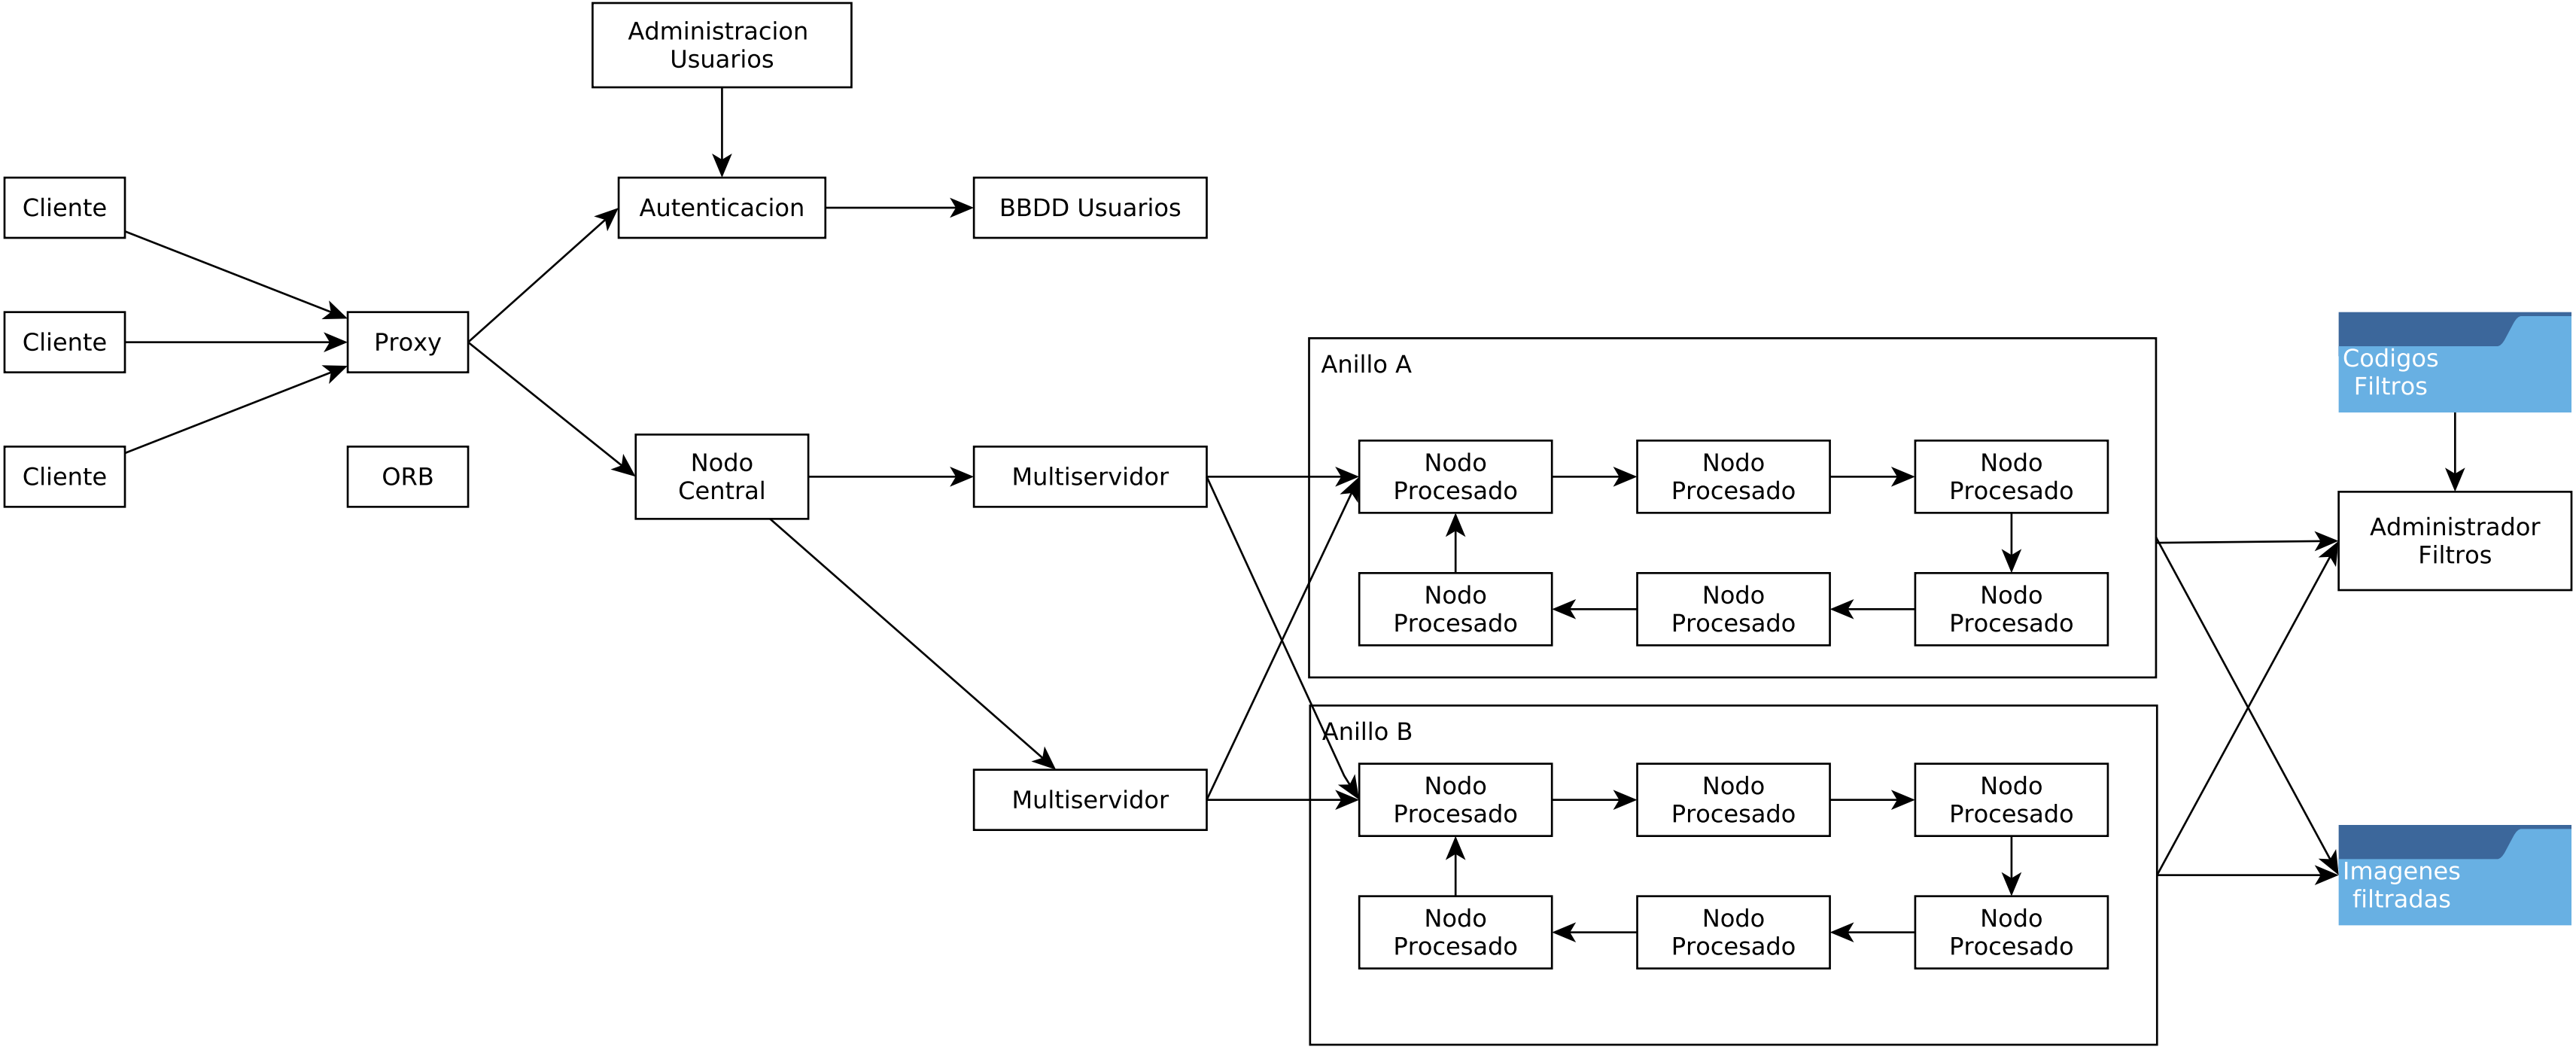 Administracion
Usuarios
Cliente
Autenticacion
BBDD Usuarios
Cliente
Proxy
Cliente
ORB
Nodo
Central
Multiservidor
Multiservidor
Anillo A
Nodo
Procesado
Nodo
Procesado
Nodo
Procesado
Nodo
Procesado
Nodo
Procesado
Nodo
Procesado
Anillo B
Nodo
Procesado
Nodo
Procesado
Nodo
Procesado
Nodo
Procesado
Nodo
Procesado
Nodo
Procesado
Codigos
Filtros
Administrador
Filtros
Imagenes
filtradas